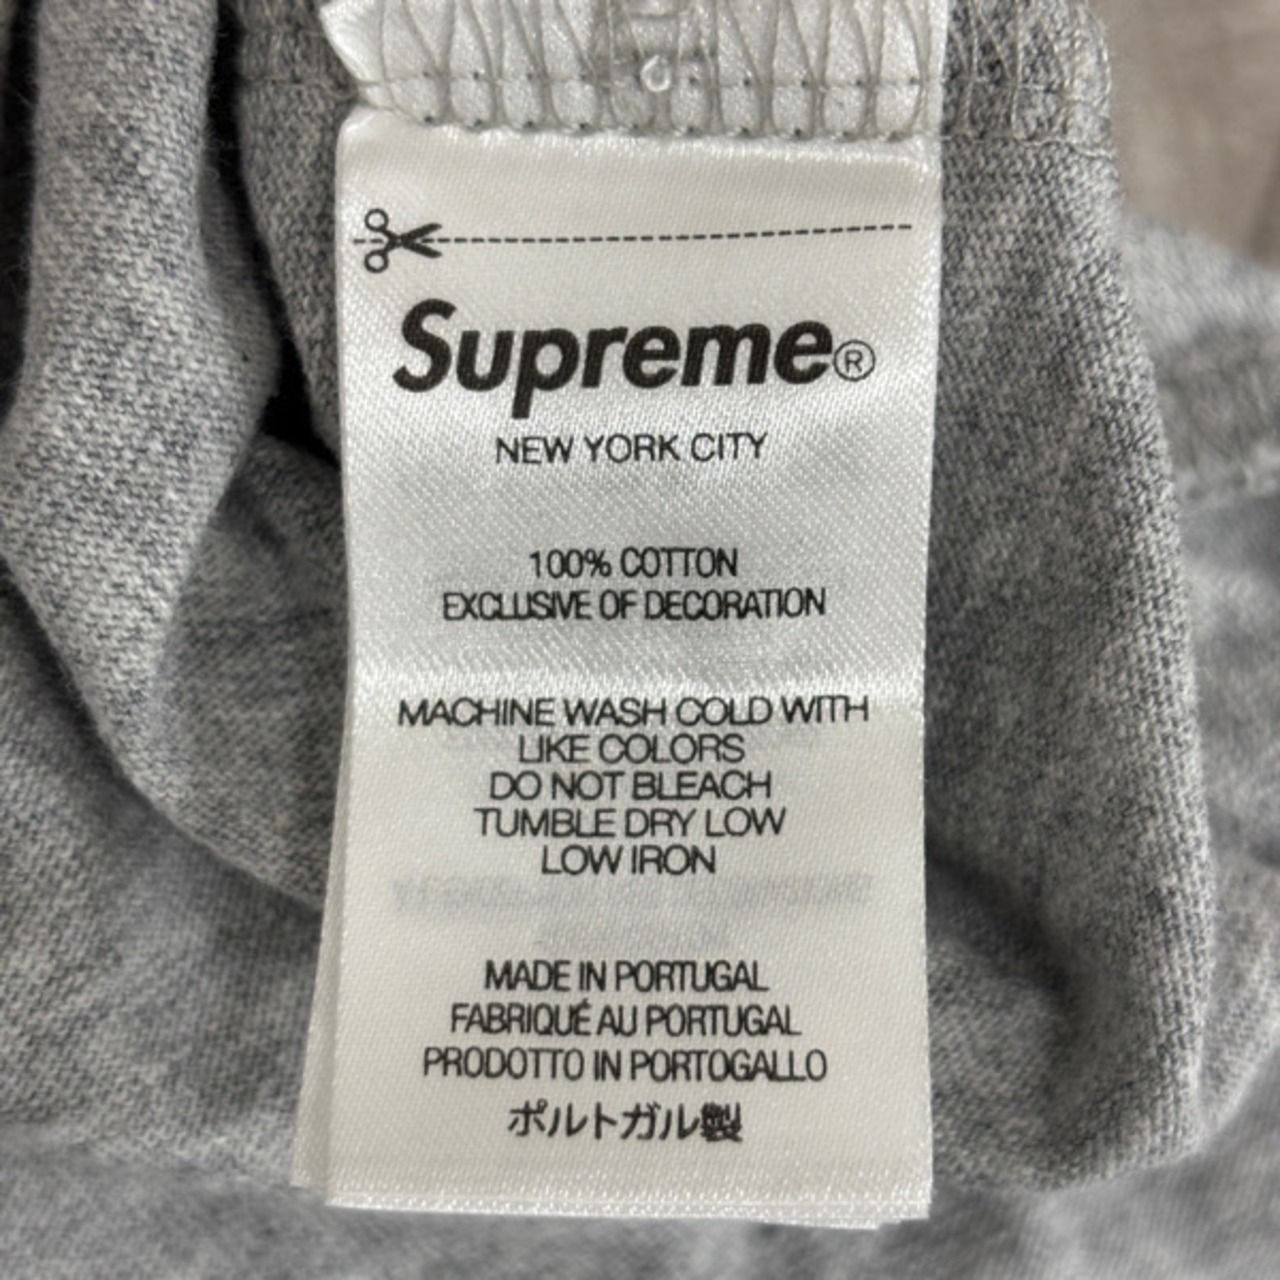 Supreme®
NEW YORK CITY
100% COTTON
EXCLUSIVE OF DECORATION
MACHINE WASH COLD WITH
LIKE COLORS
DO NOT BLEACH
TUMBLE DRY LOW
LOW IRON
MADE IN PORTUGAL
FABRIQUÉ AU PORTUGAL
PRODOTTO IN PORTOGALLO
ポルトガル製